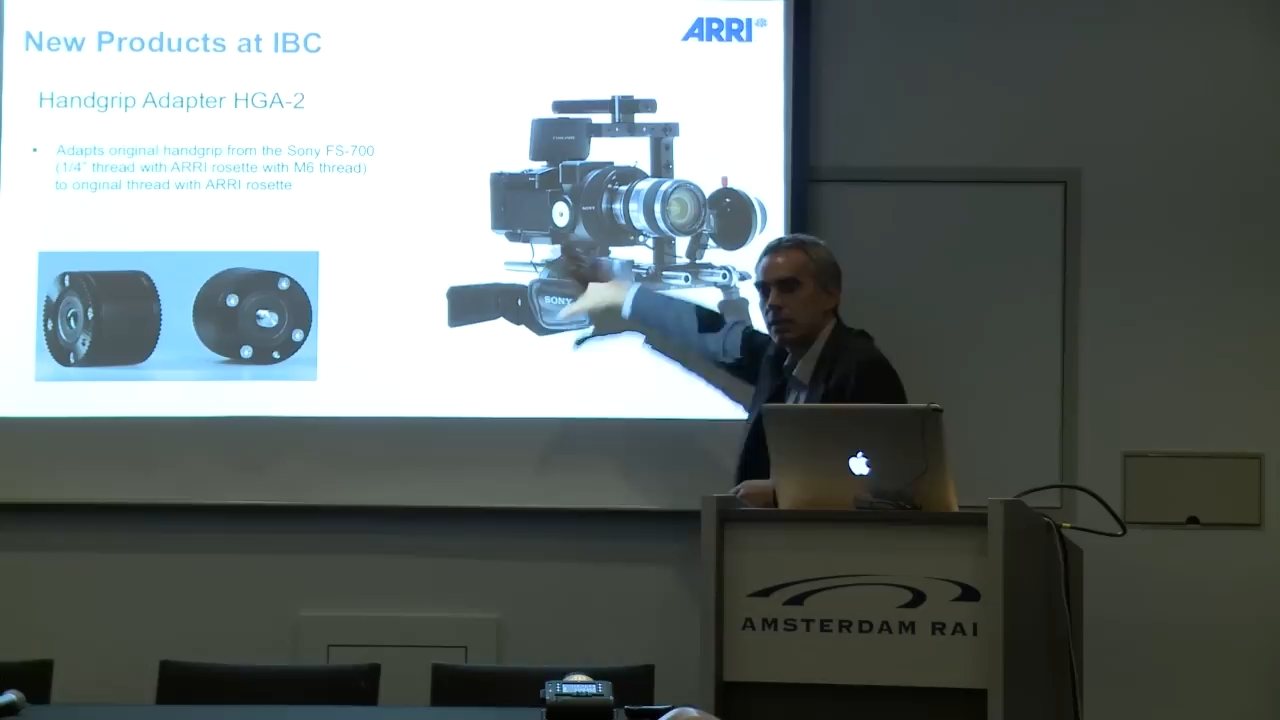 New Products at IBC
ARRI
Handgrip Adapter HGA-2
• Adapts original handgrip from the Sony FS-700
(1/4" thread with ARRI rosette with M6 thread)
to original thread with ARRI rosette
SONY
SONY
AMSTERDAM RAI